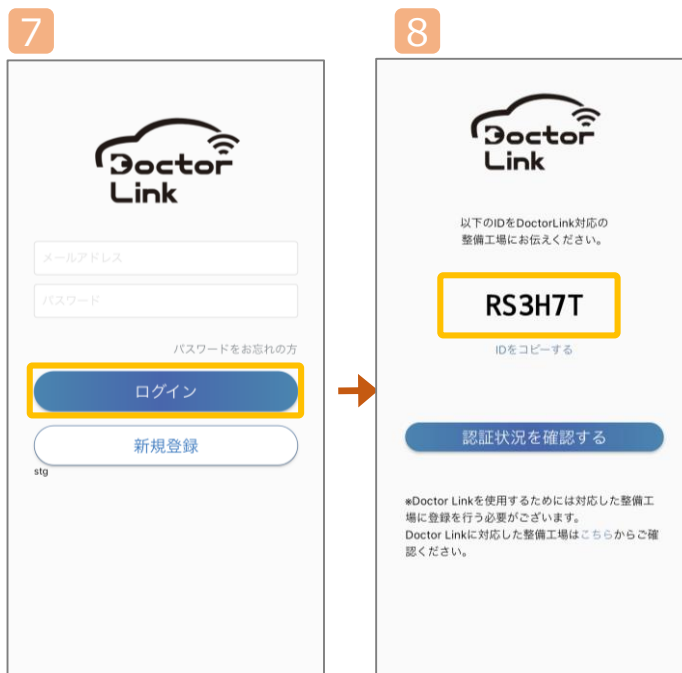 7
Doctor
Link
メールアドレス
パスワード
パスワードをお忘れの方
ログイン
新規登録
stg
8
Doctor
Link
以下のIDをDoctorLink対応の
整備工場にお伝えください。
RS3H7T
IDをコピーする
認証状況を確認する
※Doctor Linkを使用するためには対応した整備工
場に登録を行う必要がございます。
Doctor Linkに対応した整備工場はこちらからご確
認ください。